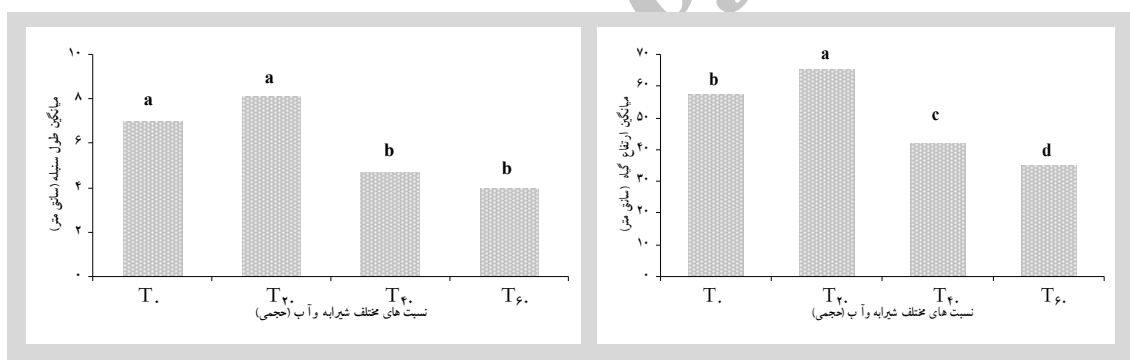 ۱۰
۸
۶
۴
۲
۰
میانگین طول سنبله (سانتی متر)
a
a
b
b
T۰
T۲۰
T۴۰
T۶۰
نسبت های مختلف شیرابه و آ ب (حجمی)
۷۰
۶۰
۵۰
۴۰
۳۰
۲۰
۱۰
۰
میانگین ارتفاع گیاه (سانتی متر)
b
a
c
d
T۰
T۲۰
T۴۰
T۶۰
نسبت های مختلف شیرابه و آ ب (حجمی)